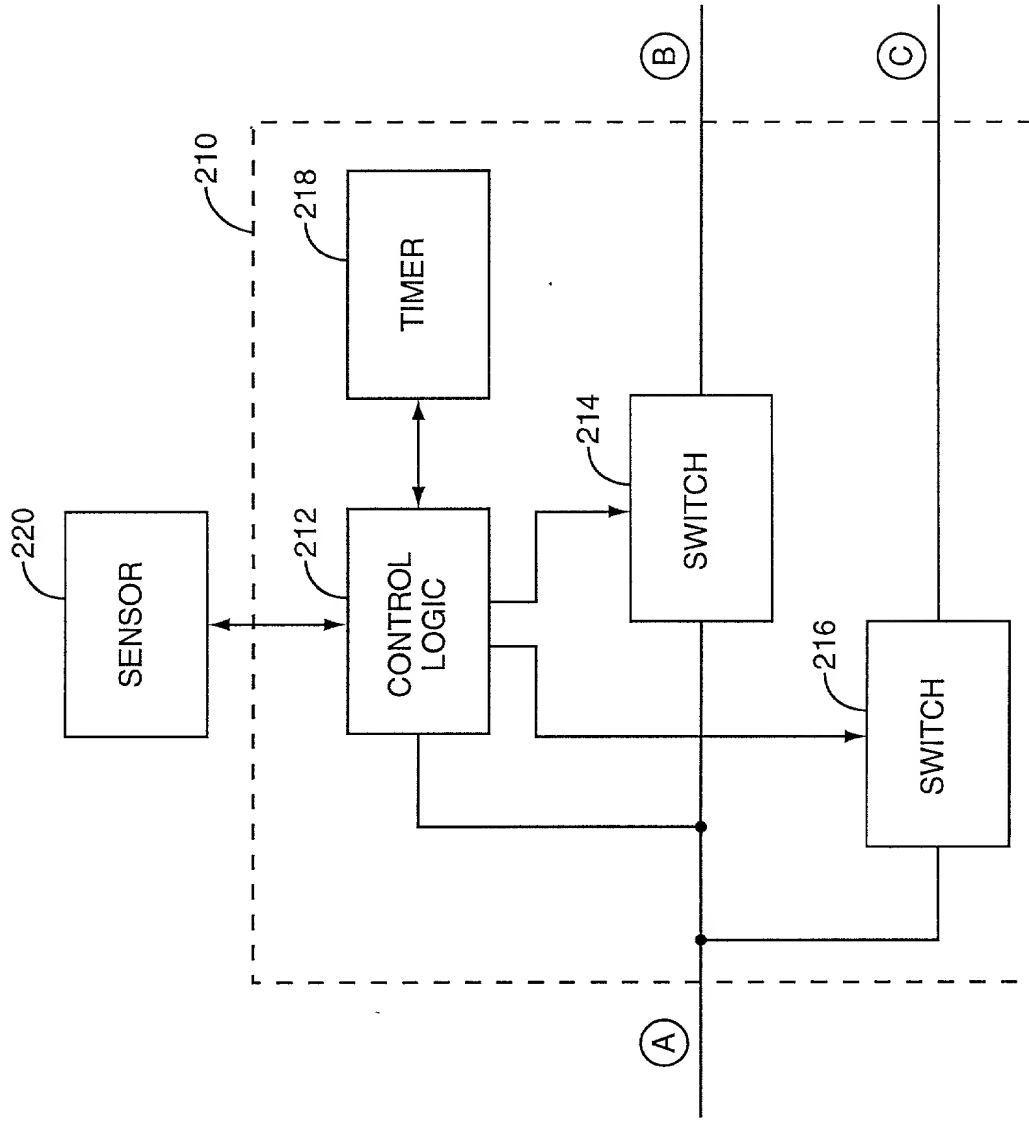 220
SENSOR
210
212
CONTROL
LOGIC
218
TIMER
214
SWITCH
216
SWITCH
A
B
C